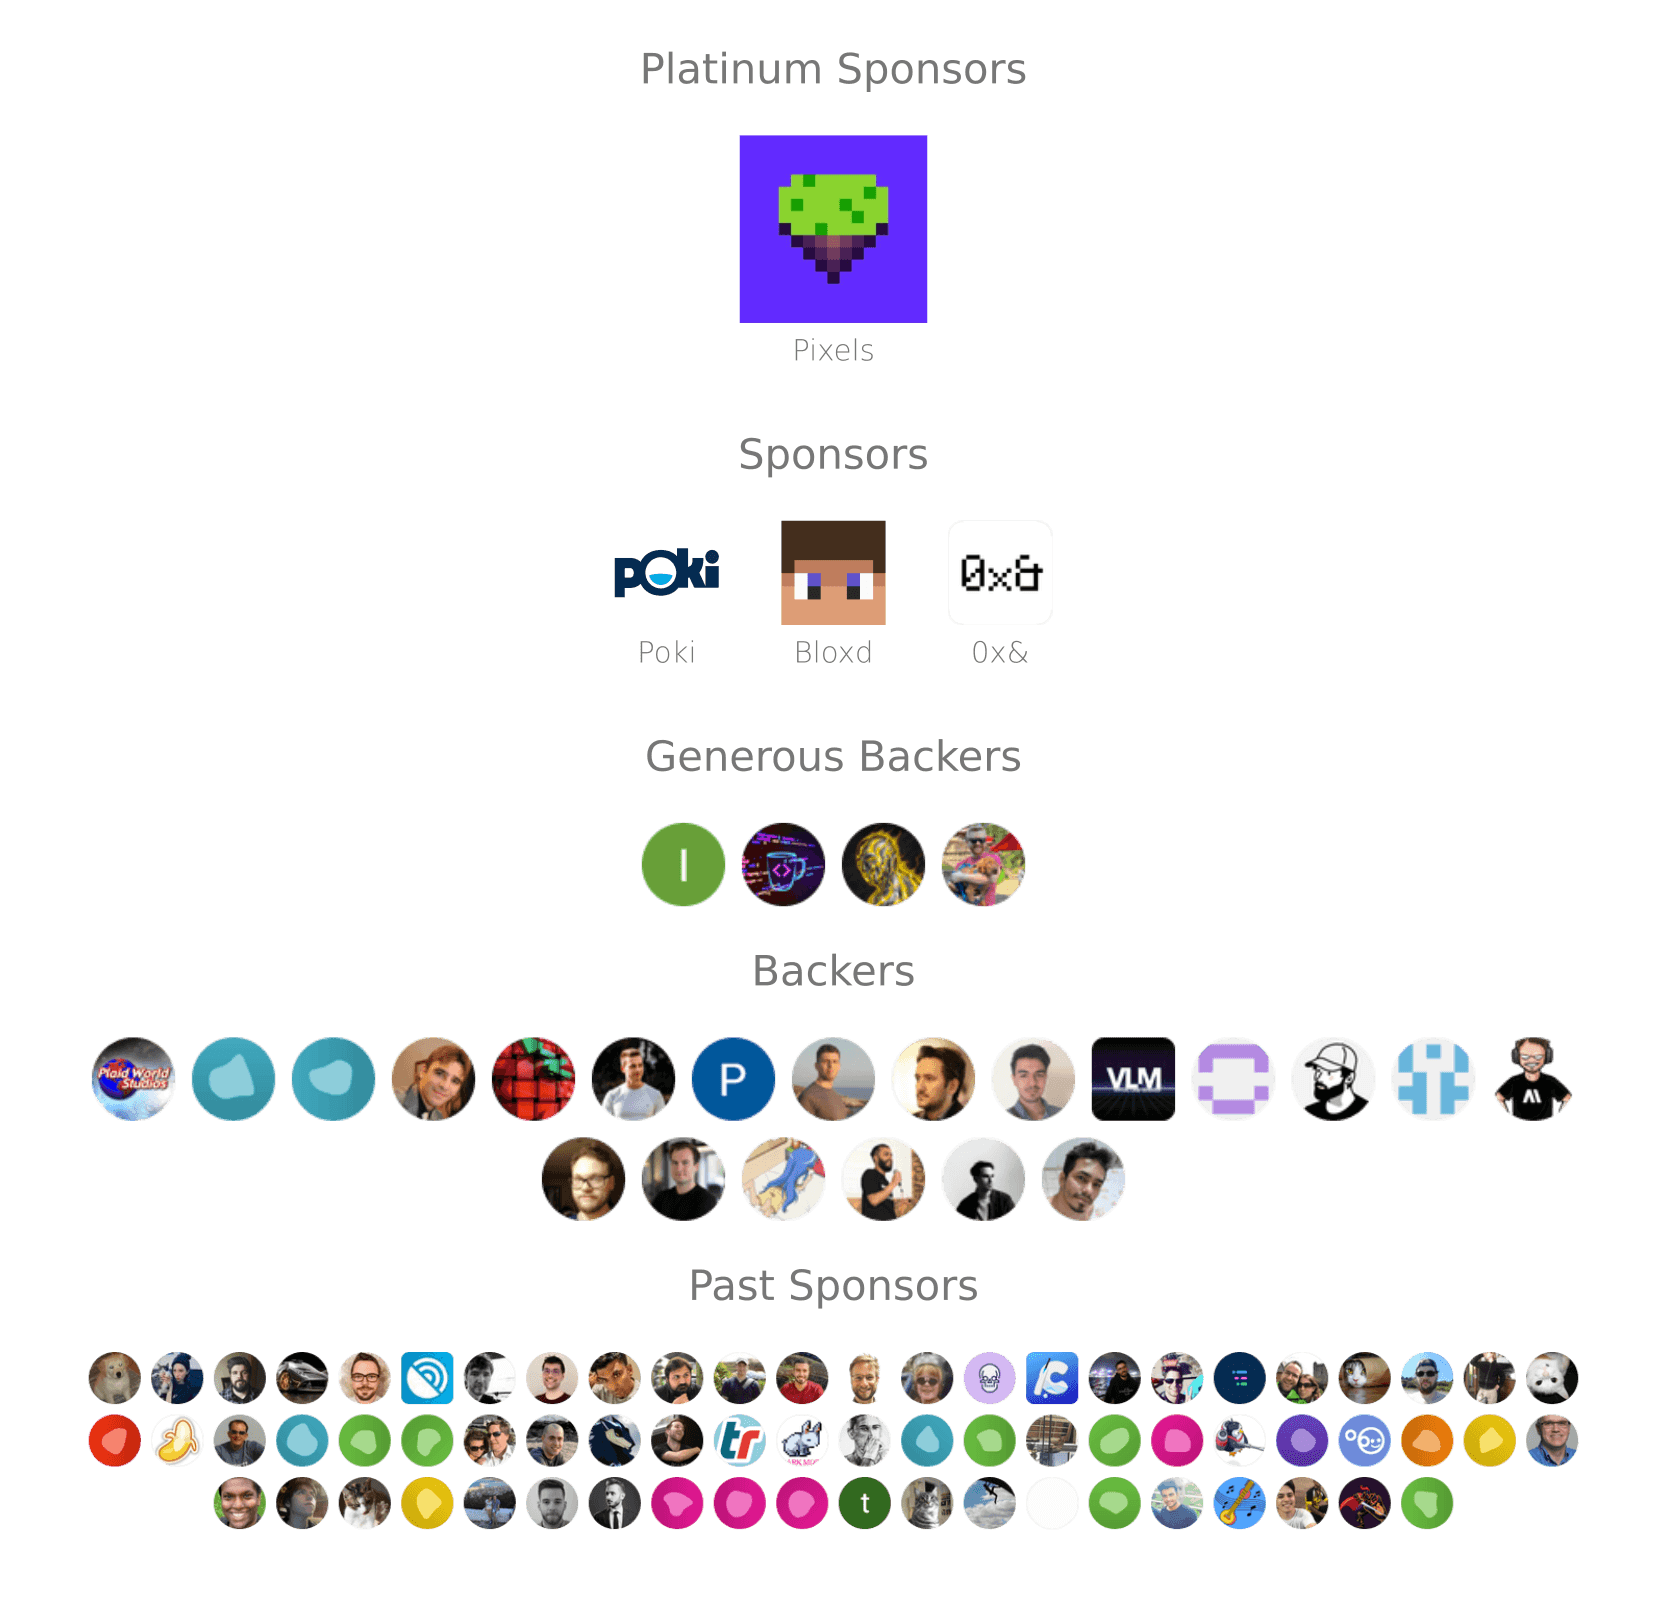 Platinum Sponsors
Pixels
Sponsors
poki
0x&
Poki
Bloxd
0x&
Generous Backers
I
Backers
Plaid World
Studios
P
VLM
Past Sponsors
tr
t